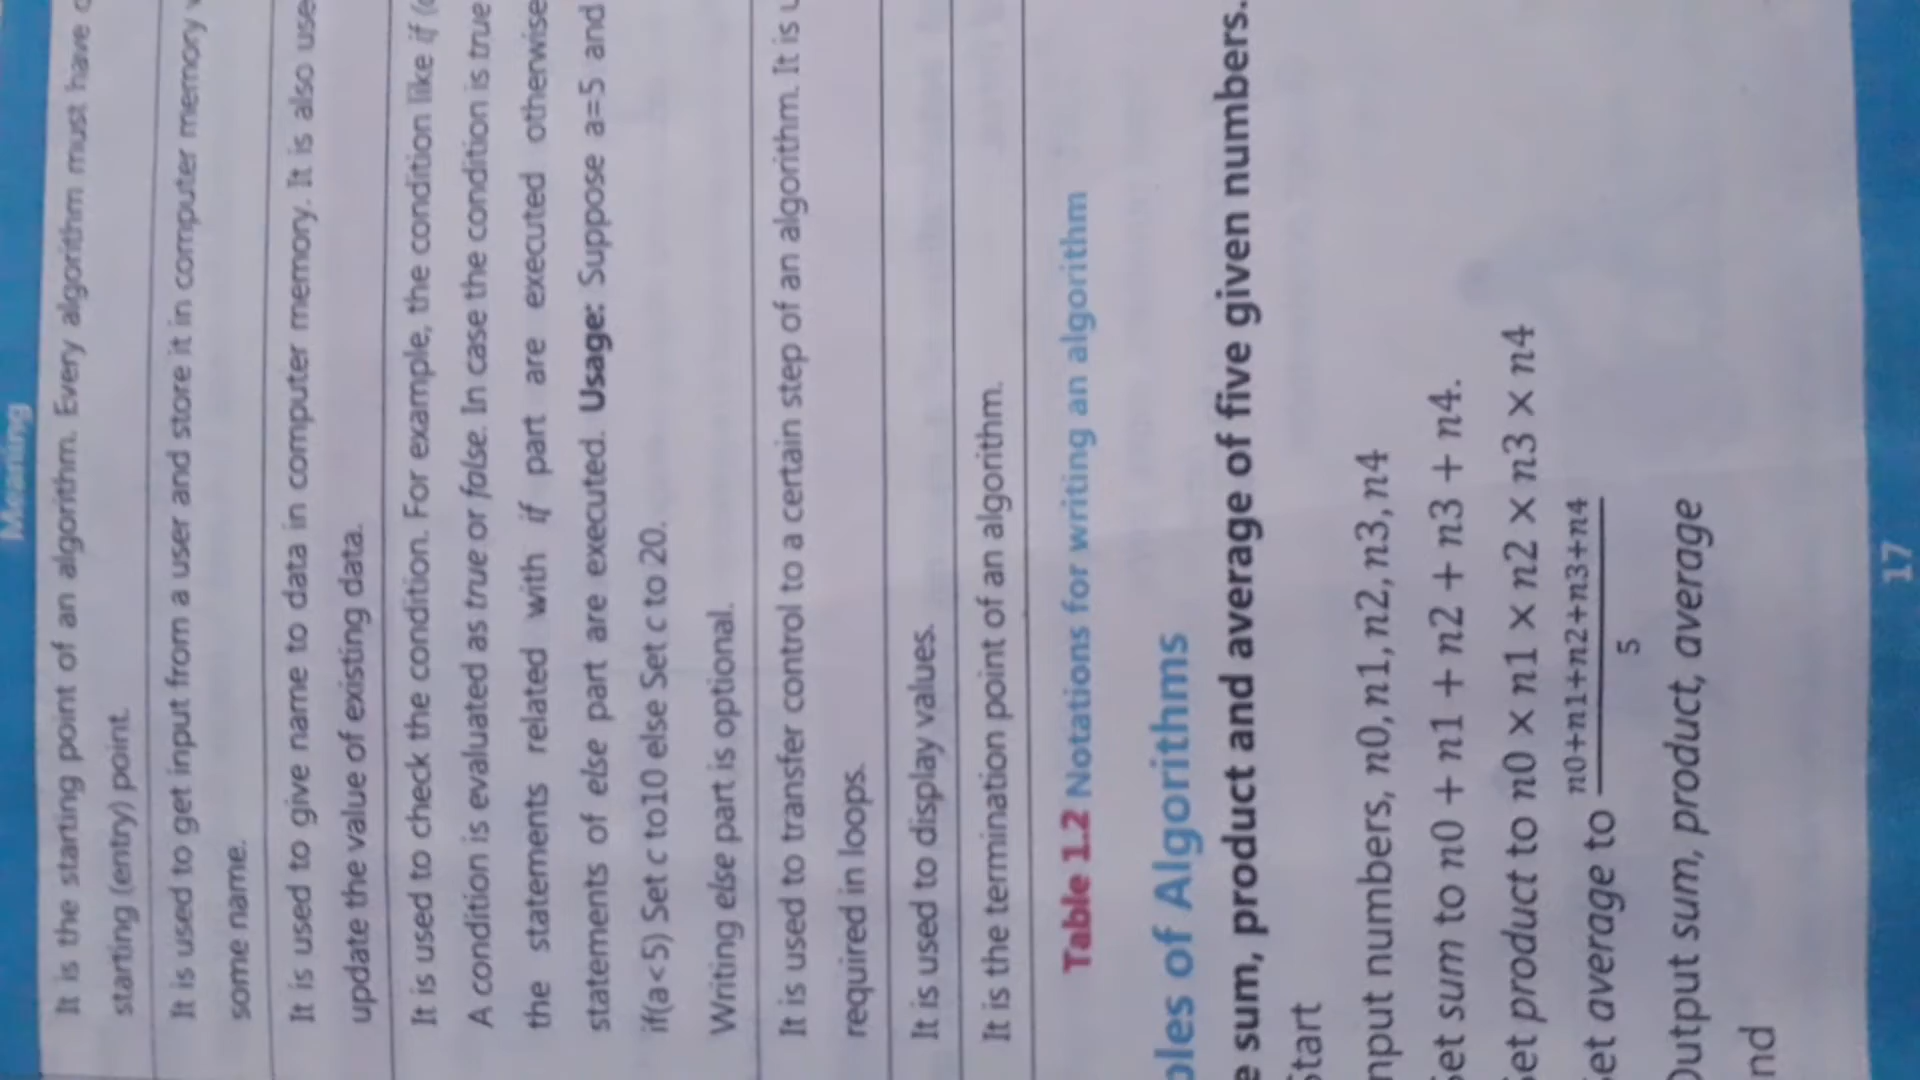 Meaning
It is the starting point of an algorithm. Every algorithm must have
starting (entry) point.
It is used to get input from a user and store it in computer memory
some name.
It is used to give name to data in computer memory. It is also use
update the value of existing data.
It is used to check the condition. For example, the condition like if
A condition is evaluated as true or false. In case the condition is true
the statements related with if part are executed otherwise
statements of else part are executed. Usage: Suppose a=5 and
if(a<5) Set c to10 else Set c to 20.
Writing else part is optional.
It is used to transfer control to a certain step of an algorithm. It is
required in loops.
It is used to display values.
It is the termination point of an algorithm.
Table 1.2 Notations for writing an algorithm
ples of Algorithms
e sum, product and average of five given numbers.
Start
nput numbers, n0, n1, n2, n3, n4
Set sum to n0 + n1 + n2 + n3 + n4.
Set product to n0 × n1 × n2 × n3 × n4
Set average to n0+n1+n2+n3+n4
5
Output sum, product, average
nd
17